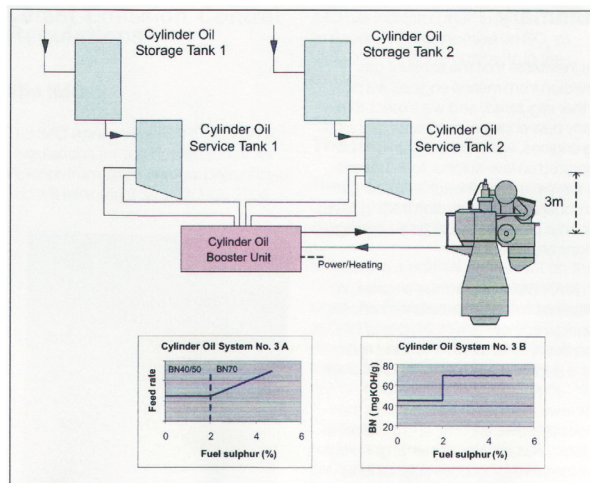 Cylinder Oil
Storage Tank 1
Cylinder Oil
Storage Tank 2
Cylinder Oil
Service Tank 1
Cylinder Oil
Service Tank 2
3m
Cylinder Oil
Booster Unit
Power/Heating
Cylinder Oil System No. 3 A
BN40/50
BN70
Feed rate
0
2
4
6
Fuel sulphur (%)
Cylinder Oil System No. 3 B
BN ( mgKOH/g)
80
60
40
20
0
1
2
3
4
5
6
Fuel sulphur (%)